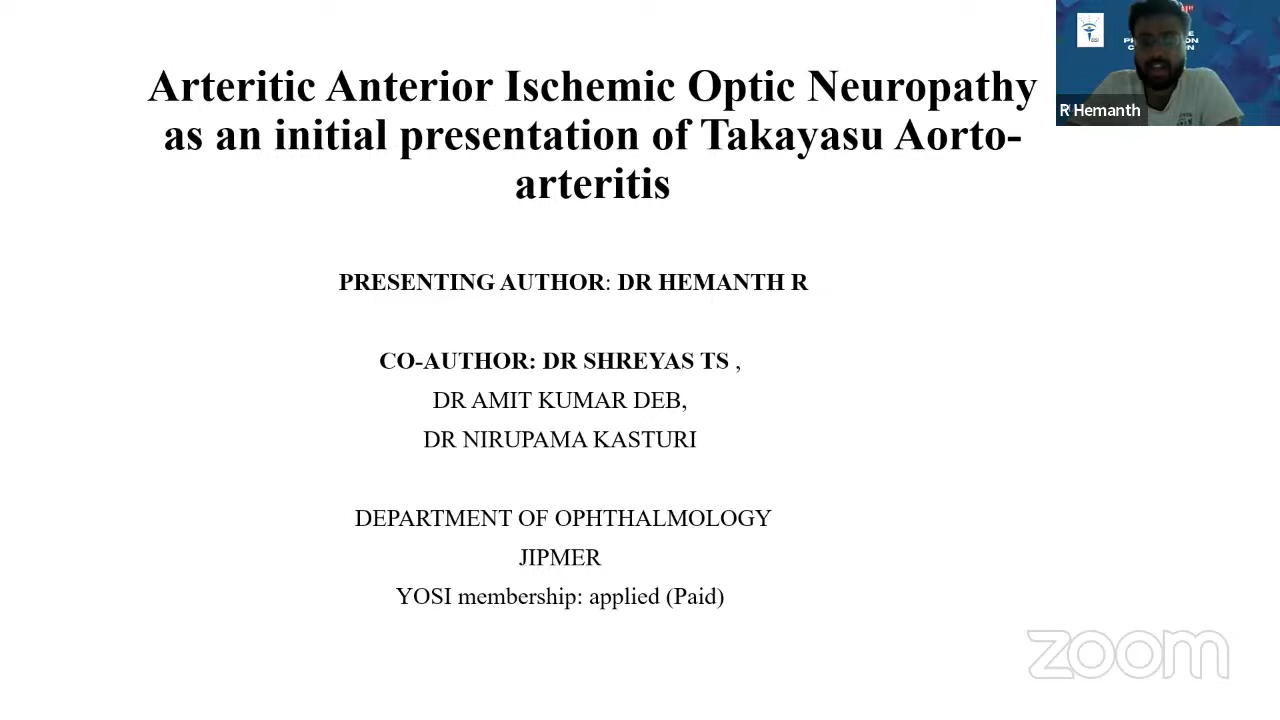 Arteritic Anterior Ischemic Optic Neuropathy
as an initial presentation of Takayasu Aorto-
arteritis
R Hemanth
PRESENTING AUTHOR: DR HEMANTH R
CO-AUTHOR: DR SHREYAS TS ,
DR AMIT KUMAR DEB,
DR NIRUPAMA KASTURI
DEPARTMENT OF OPHTHALMOLOGY
JIPMER
YOSI membership: applied (Paid)
zoom